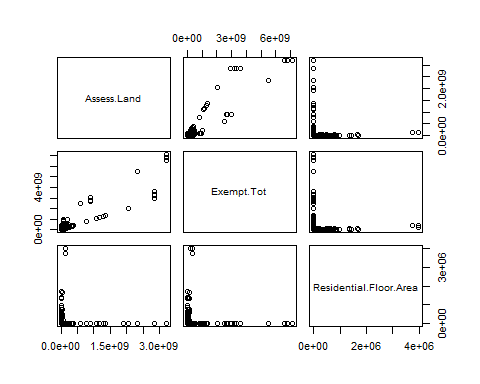 0e+00 3e+09 6e+09
Assess.Land
0.0e+00 2.0e+09
0e+00 4e+09
Exempt.Tot
Residential.Floor.Area
0e+00 3e+06
0.0e+00 1.5e+09 3.0e+09
0e+00 2e+06 4e+06